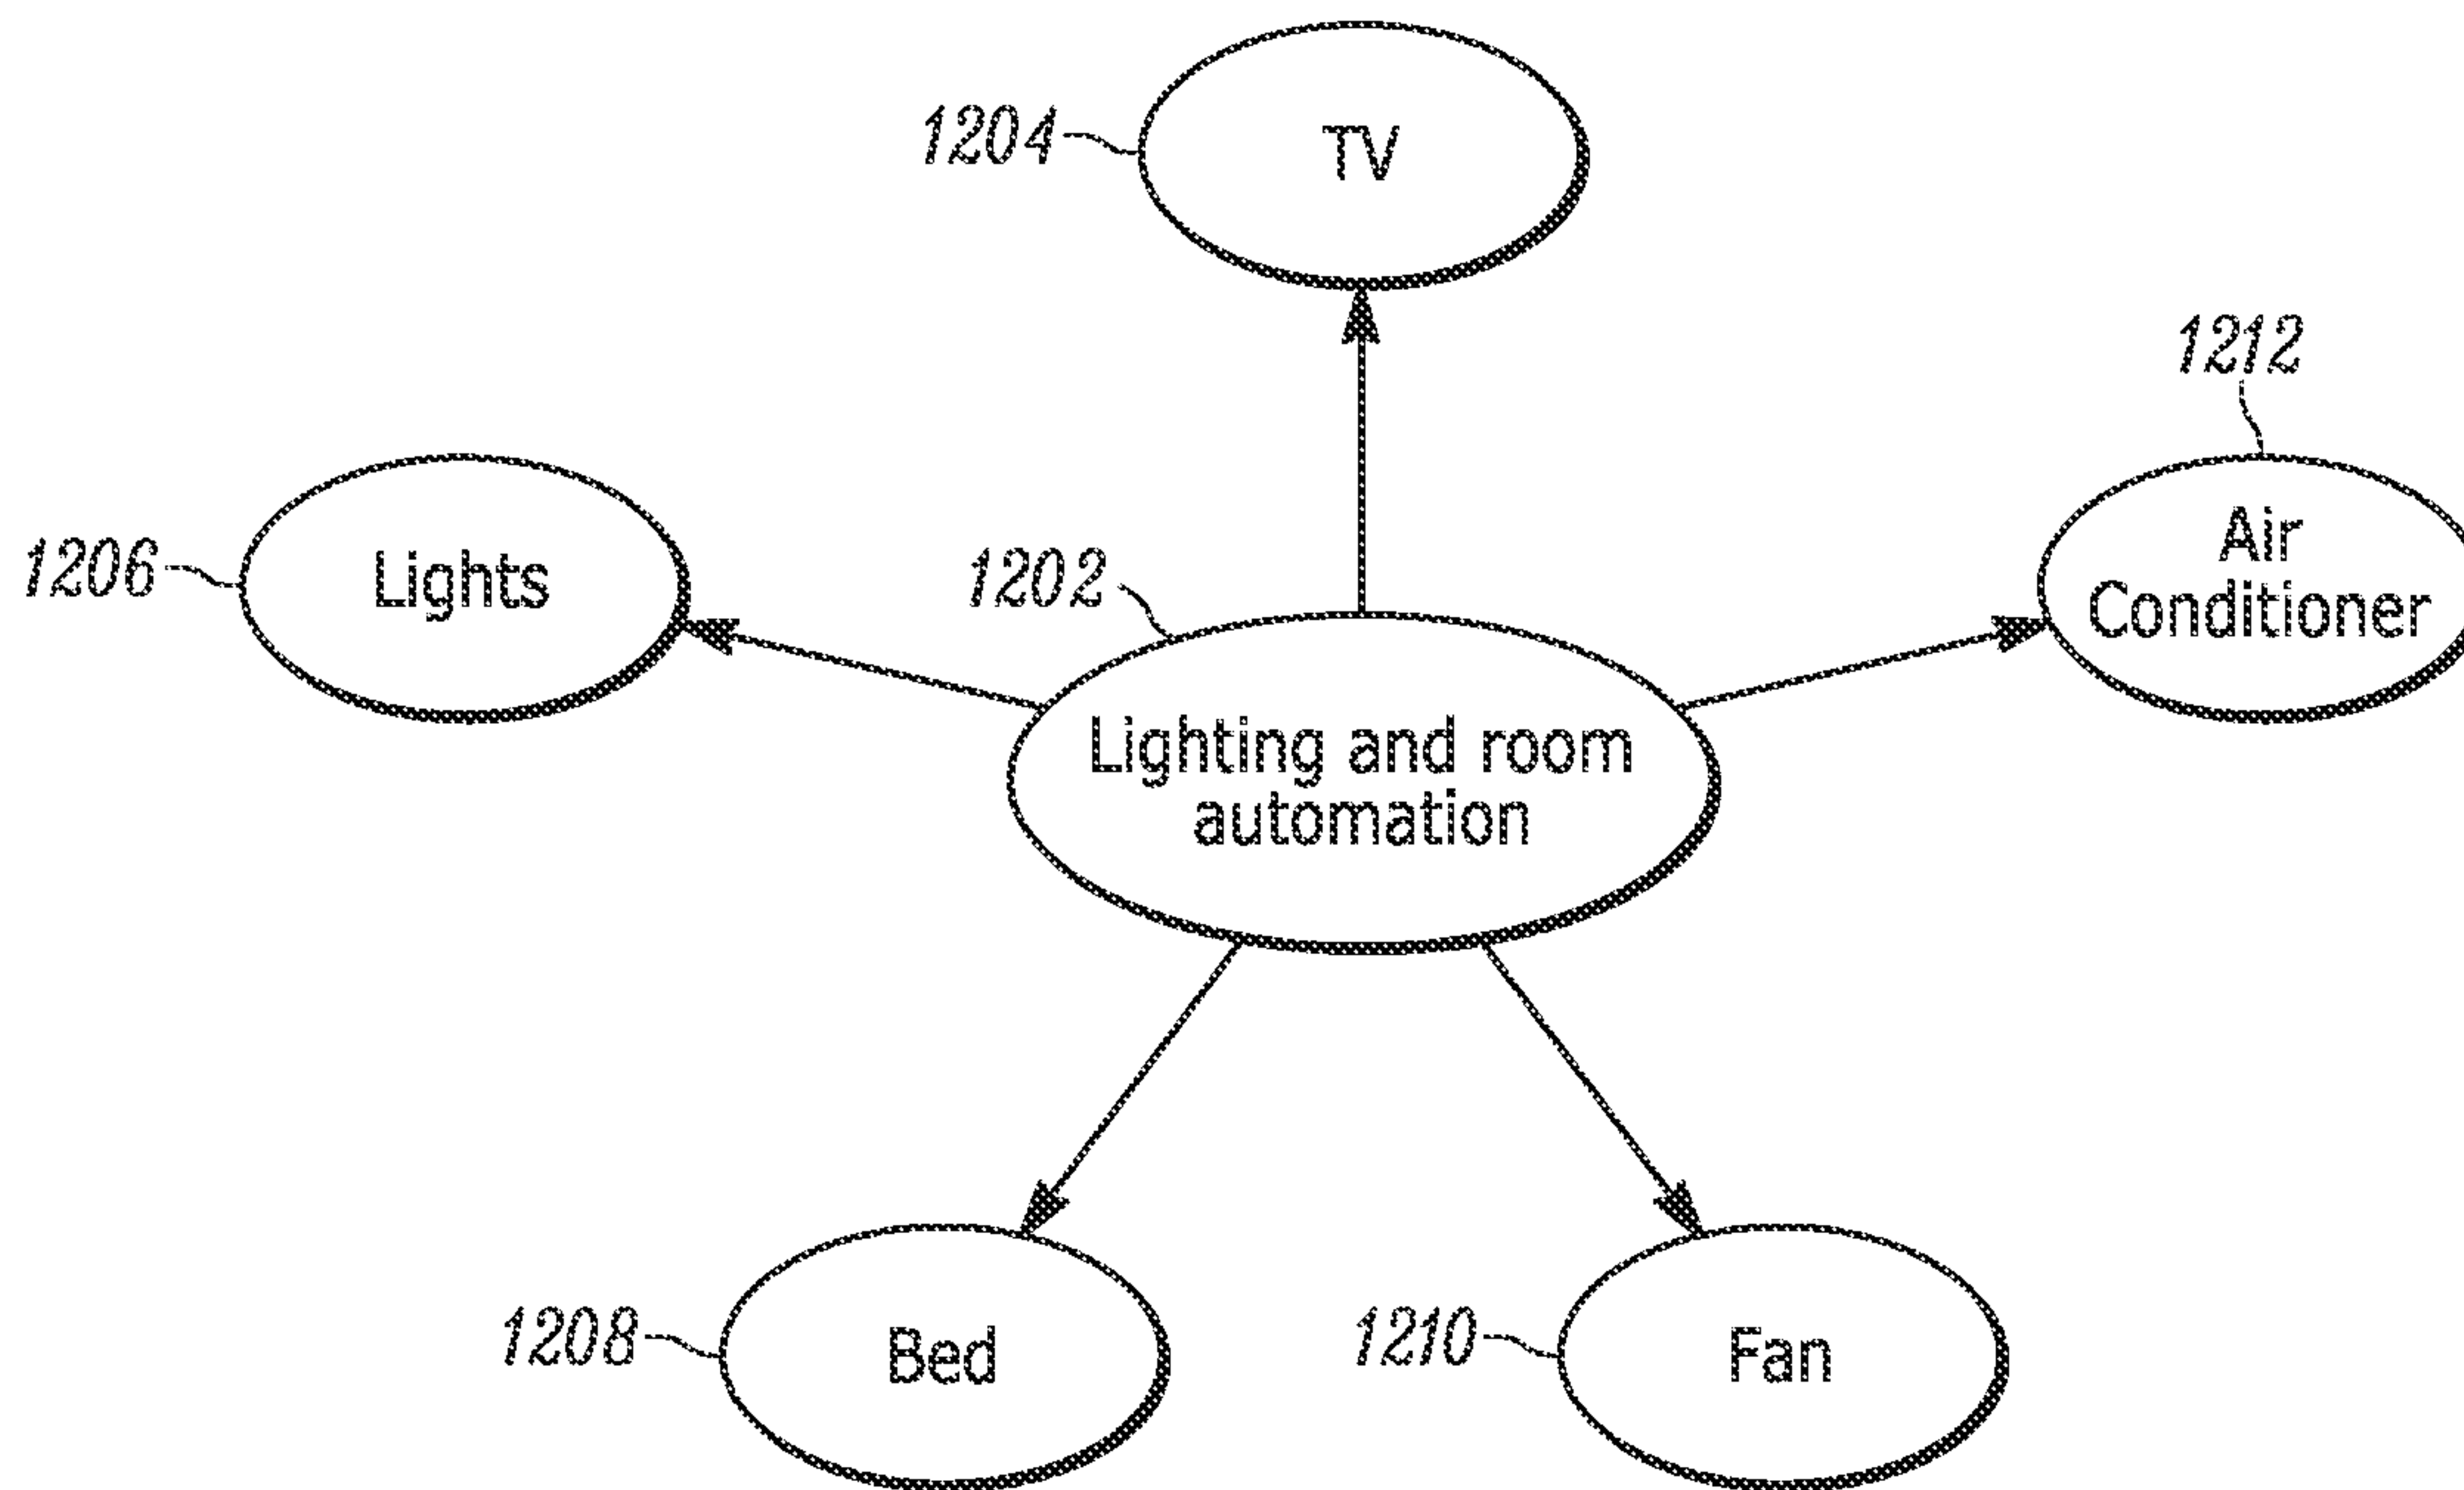 1204
TV
1212
Air
Conditioner
1206
Lights
1202
Lighting and room
automation
1208
Bed
1210
Fan